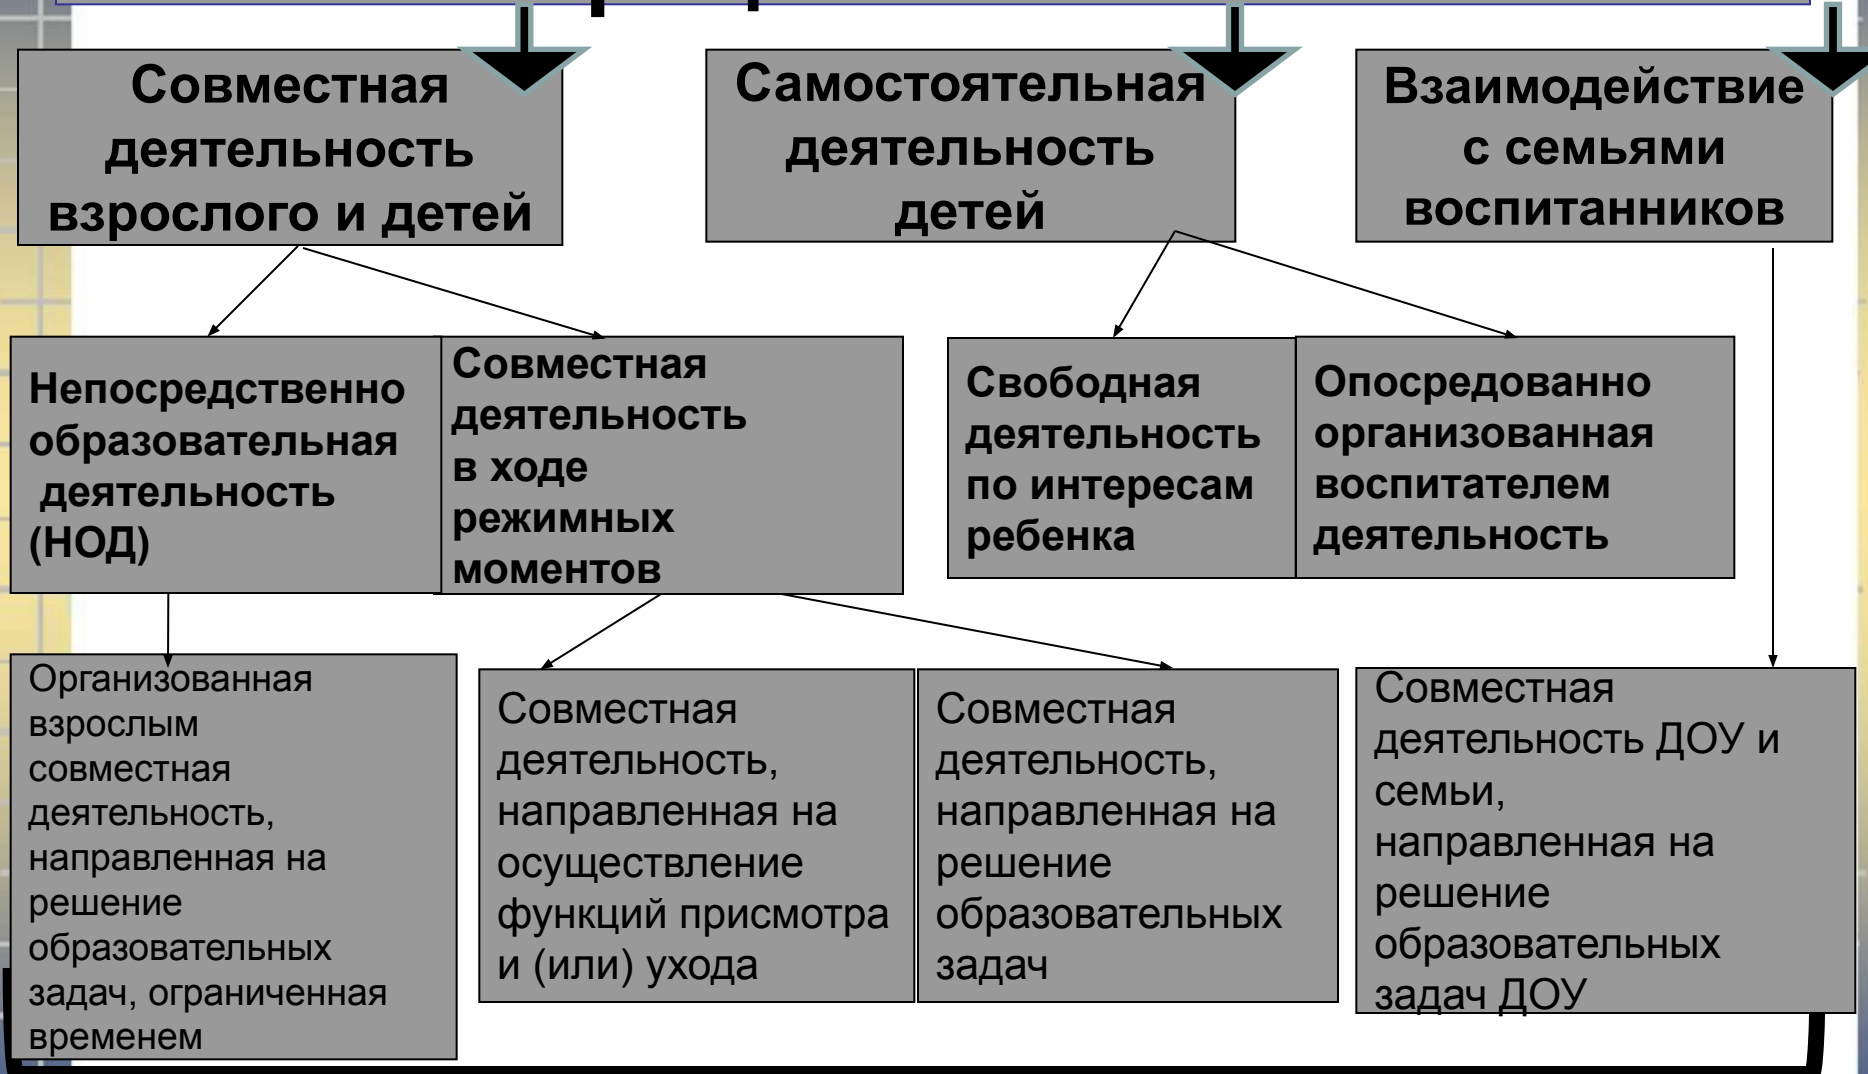 Совместная
деятельность
взрослого и детей
Самостоятельная
деятельность
детей
Взаимодействие
с семьями
воспитанников
Непосредственно
образовательная
деятельность
(НОД)
Совместная
деятельность
в ходе
режимных
моментов
Свободная
деятельность
по интересам
ребенка
Опосредованно
организованная
воспитателем
деятельность
Организованная
взрослым
совместная
деятельность,
направленная на
решение
образовательных
задач, ограниченная
временем
Совместная
деятельность,
направленная на
осуществление
функций присмотра
и (или) ухода
Совместная
деятельность,
направленная на
решение
образовательных
задач
Совместная
деятельность ДОУ и
семьи,
направленная на
решение
образовательных
задач ДОУ